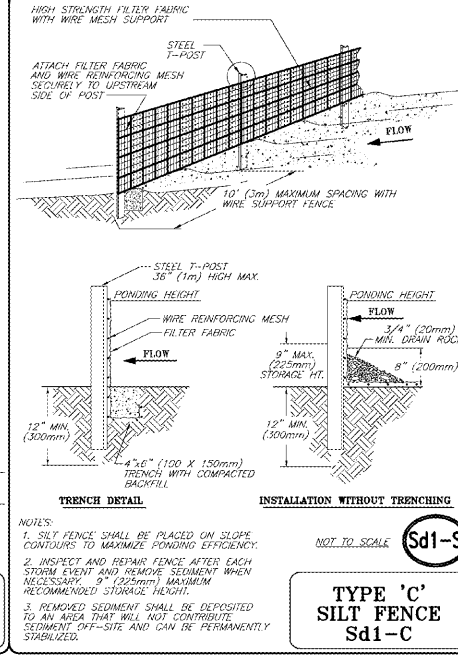 HIGH STRENGTH FILTER FABRIC
WITH WIRE MESH SUPPORT
STEEL
T-POST
ATTACH FILTER FABRIC
AND WIRE REINFORCING MESH
SECURELY TO UPSTREAM
SIDE OF POST
FLOW
10' (3m) MAXIMUM SPACING WITH
WIRE SUPPORT FENCE
STEEL T-POST
36" (1m) HIGH MAX.
PONDING HEIGHT
WIRE REINFORCING MESH
FILTER FABRIC
FLOW
12" MIN.
(300mm)
4"x6" (100 X 150mm)
TRENCH WITH COMPACTED
BACKFILL
TRENCH DETAIL
PONDING HEIGHT
FLOW
3/4" (20mm)
MIN. DRAIN ROCK
9" MAX.
(225mm)
STORAGE HT.
8" (200mm)
12" MIN.
(300mm)
INSTALLATION WITHOUT TRENCHING
NOTES:
1. SILT FENCE SHALL BE PLACED ON SLOPE
CONTOURS TO MAXIMIZE PONDING EFFICIENCY.
2. INSPECT AND REPAIR FENCE AFTER EACH
STORM EVENT AND REMOVE SEDIMENT WHEN
NECESSARY. 9" (225mm) MAXIMUM
RECOMMENDED STORAGE HEIGHT.
3. REMOVED SEDIMENT SHALL BE DEPOSITED
TO AN AREA THAT WILL NOT CONTRIBUTE
SEDIMENT OFF-SITE AND CAN BE PERMANENTLY
STABILIZED.
NOT TO SCALE
Sd1-S
TYPE 'C'
SILT FENCE
Sd1-C